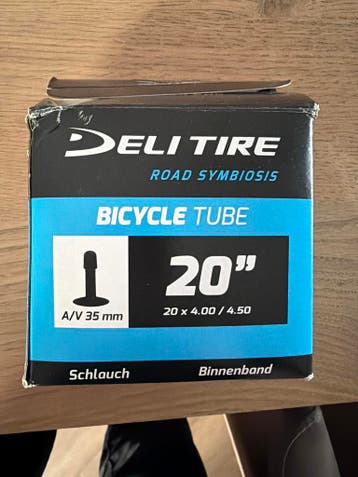 DELI TIRE
ROAD SYMBIOSIS
BICYCLE TUBE
20”
A/V 35 mm
20 x 4.00 / 4.50
Schlauch Binnenband